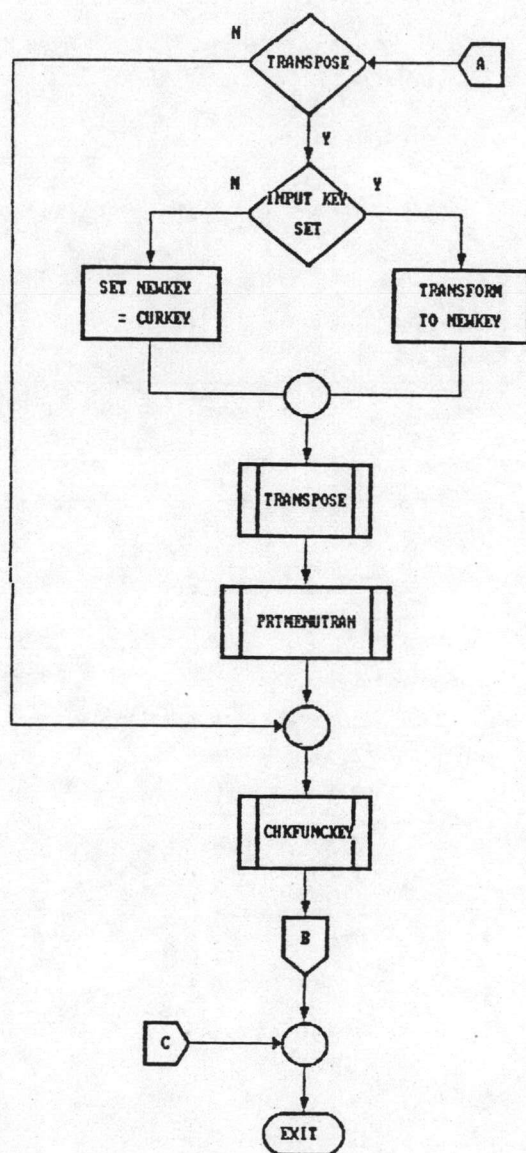 N
TRANSPOSE
A
Y
N
INPUT KEY
Y
SET
SET NEWKEY
= CURKEY
TRANSFORM
TO NEWKEY
TRANSPOSE
PRTMENUTRAN
CHKFUNCKEY
B
C
EXIT